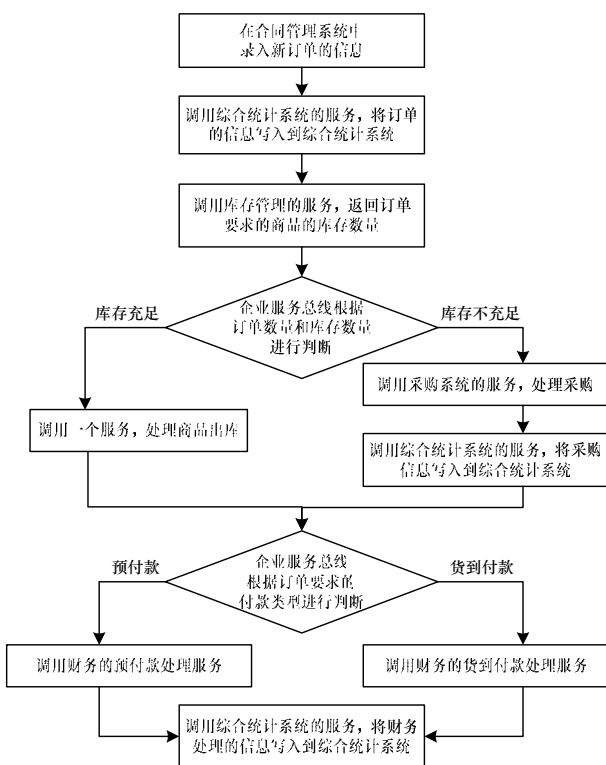 在合同管理系统中
录入新订单的信息
调用综合统计系统的服务，将订单
的信息写入到综合统计系统
调用库存管理的服务，返回订单
要求的商品的库存数量
企业服务总线根据
订单数量和库存数量
进行判断
库存充足
库存不充足
调用采购系统的服务，处理采购
调用一个服务，处理商品出库
调用综合统计系统的服务，将采购
信息写入到综合统计系统
企业服务总线
根据订单要求的
付款类型进行判断
预付款
货到付款
调用财务的预付款处理服务
调用财务的货到付款处理服务
调用综合统计系统的服务，将财务
处理的信息写入到综合统计系统